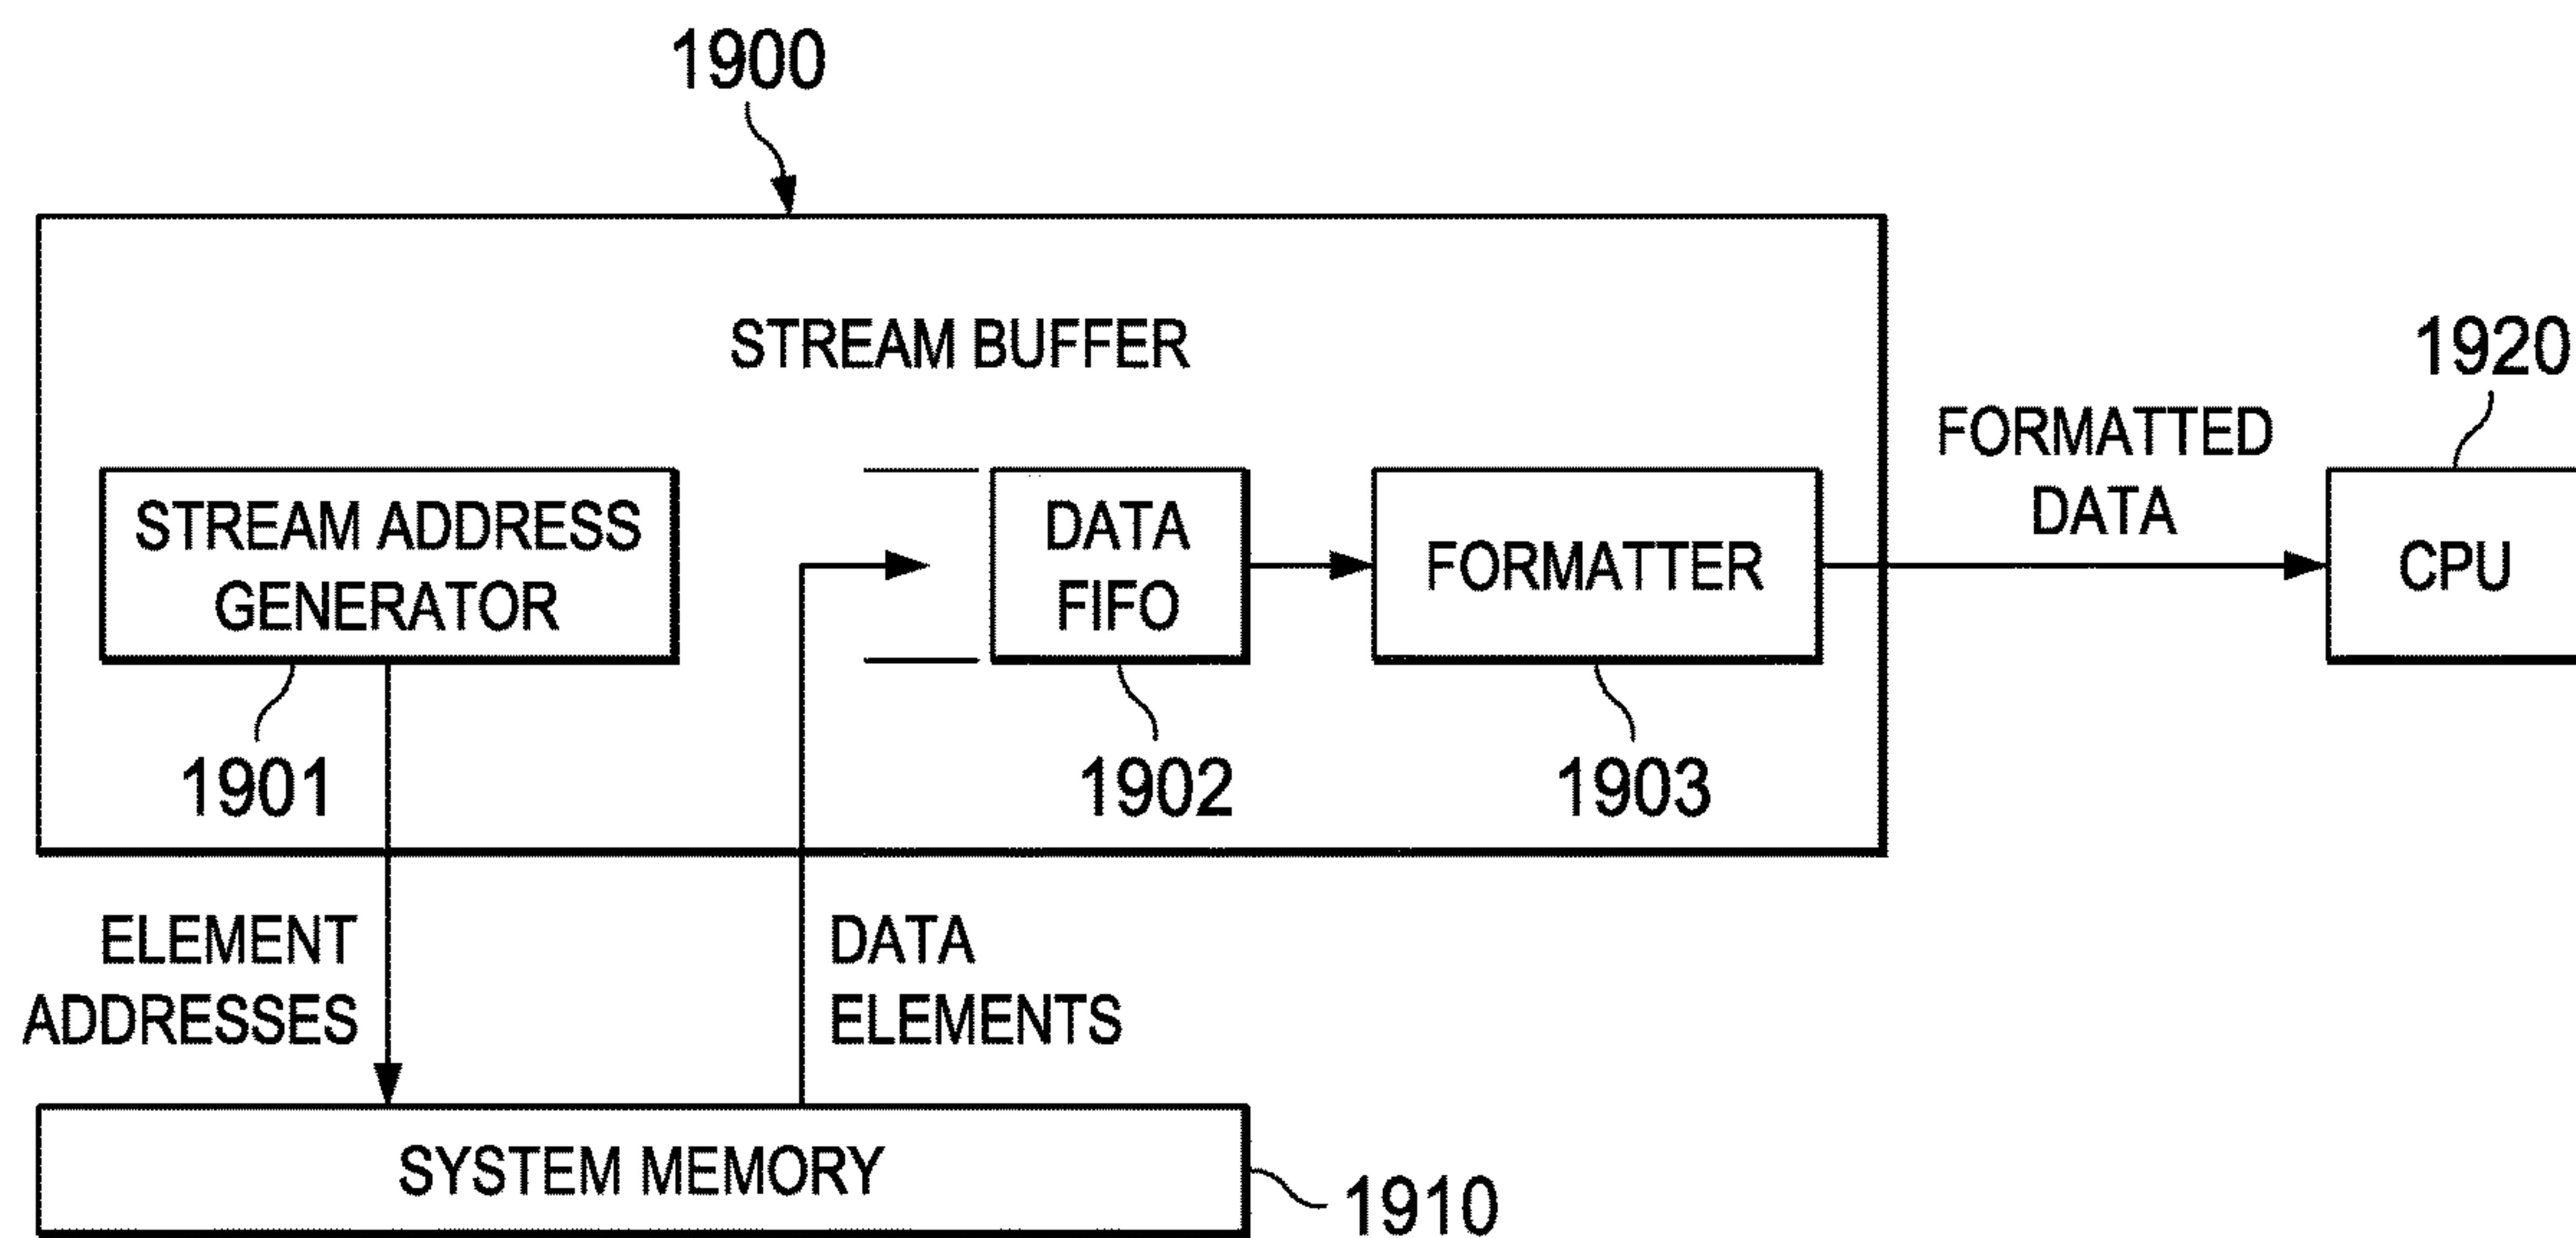 1900
STREAM BUFFER
1920
FORMATTED
DATA
STREAM ADDRESS
GENERATOR
DATA
FIFO
FORMATTER
CPU
1901
1902
1903
ELEMENT
ADDRESSES
DATA
ELEMENTS
SYSTEM MEMORY
1910